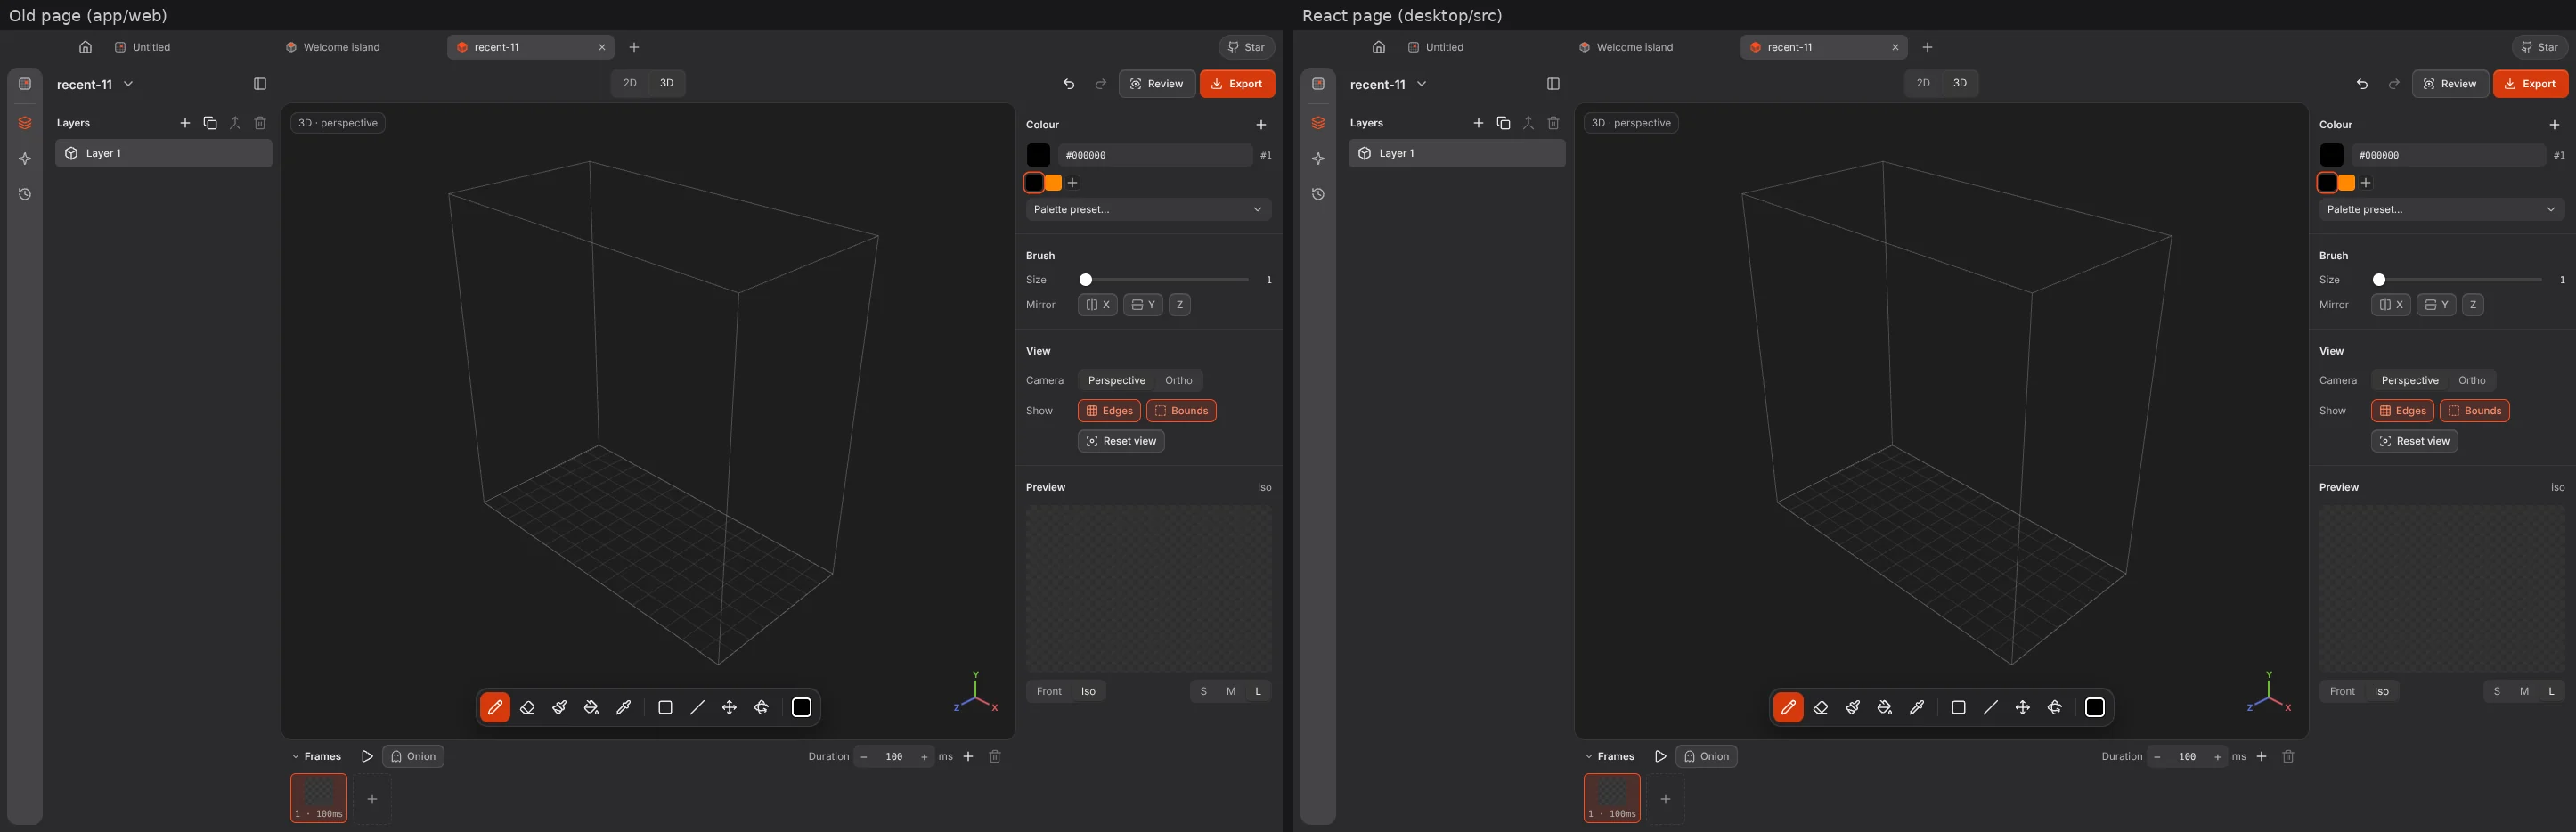 Old page (app/web)
Untitled
Welcome island
recent-11
Star
recent-11
2D 3D
Review
Export
Layers
Layer 1
3D · perspective
Y
Z X
Colour
#000000 #1
Palette preset...
Brush
Size 1
Mirror X Y Z
View
Camera Perspective Ortho
Show Edges Bounds
Reset view
Preview iso
Front Iso S M L
Frames Onion Duration − 100 + ms
1 · 100ms
React page (desktop/src)
Untitled
Welcome island
recent-11
Star
recent-11
2D 3D
Review
Export
Layers
Layer 1
3D · perspective
Y
Z X
Colour
#000000 #1
Palette preset...
Brush
Size 1
Mirror X Y Z
View
Camera Perspective Ortho
Show Edges Bounds
Reset view
Preview iso
Front Iso S M L
Frames Onion Duration − 100 + ms
1 · 100ms